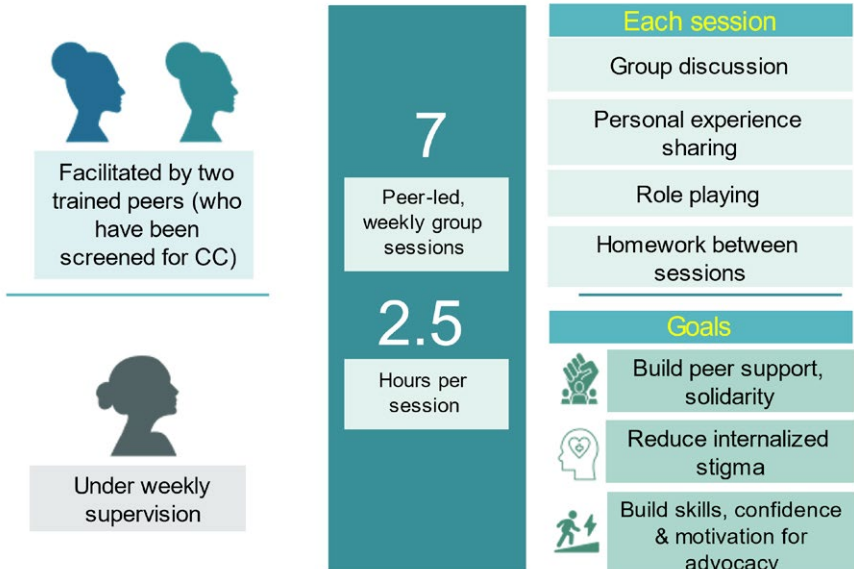 Facilitated by two
trained peers (who
have been
screened for CC)
Under weekly
supervision
7
Peer-led,
weekly group
sessions
2.5
Hours per
session
Each session
Group discussion
Personal experience
sharing
Role playing
Homework between
sessions
Goals
Build peer support,
solidarity
Reduce internalized
stigma
Build skills, confidence
& motivation for
advocacy